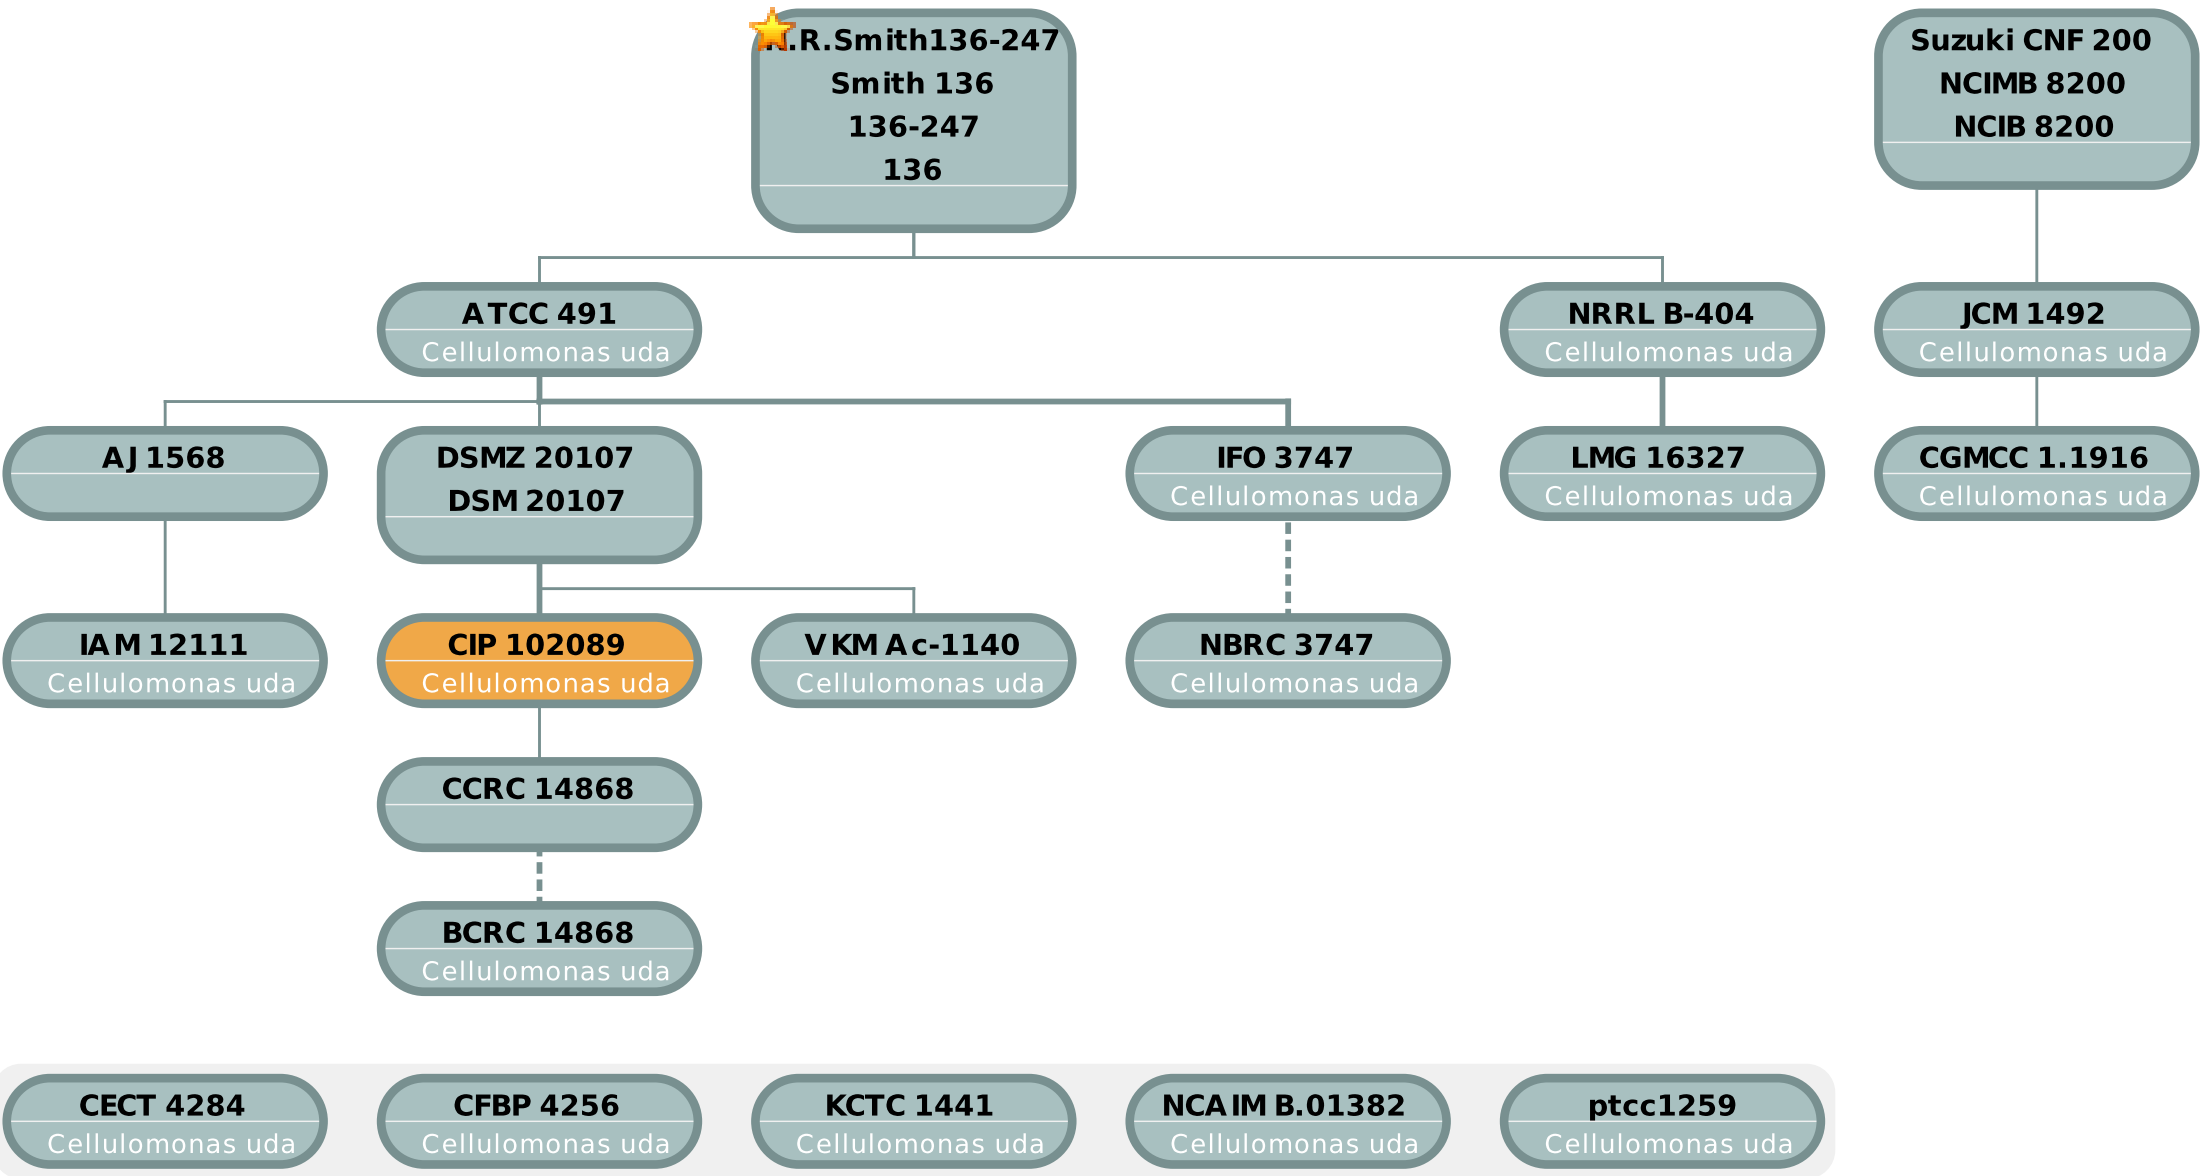 .R.Smith136-247
Smith 136
136-247
136
Suzuki CNF 200
NCIMB 8200
NCIB 8200
ATCC 491
Cellulomonas uda
NRRL B-404
Cellulomonas uda
JCM 1492
Cellulomonas uda
AJ 1568
DSMZ 20107
DSM 20107
IFO 3747
Cellulomonas uda
LMG 16327
Cellulomonas uda
CGMCC 1.1916
Cellulomonas uda
IAM 12111
Cellulomonas uda
CIP 102089
Cellulomonas uda
VKM Ac-1140
Cellulomonas uda
NBRC 3747
Cellulomonas uda
CCRC 14868
BCRC 14868
Cellulomonas uda
CECT 4284
Cellulomonas uda
CFBP 4256
Cellulomonas uda
KCTC 1441
Cellulomonas uda
NCAIM B.01382
Cellulomonas uda
ptcc1259
Cellulomonas uda